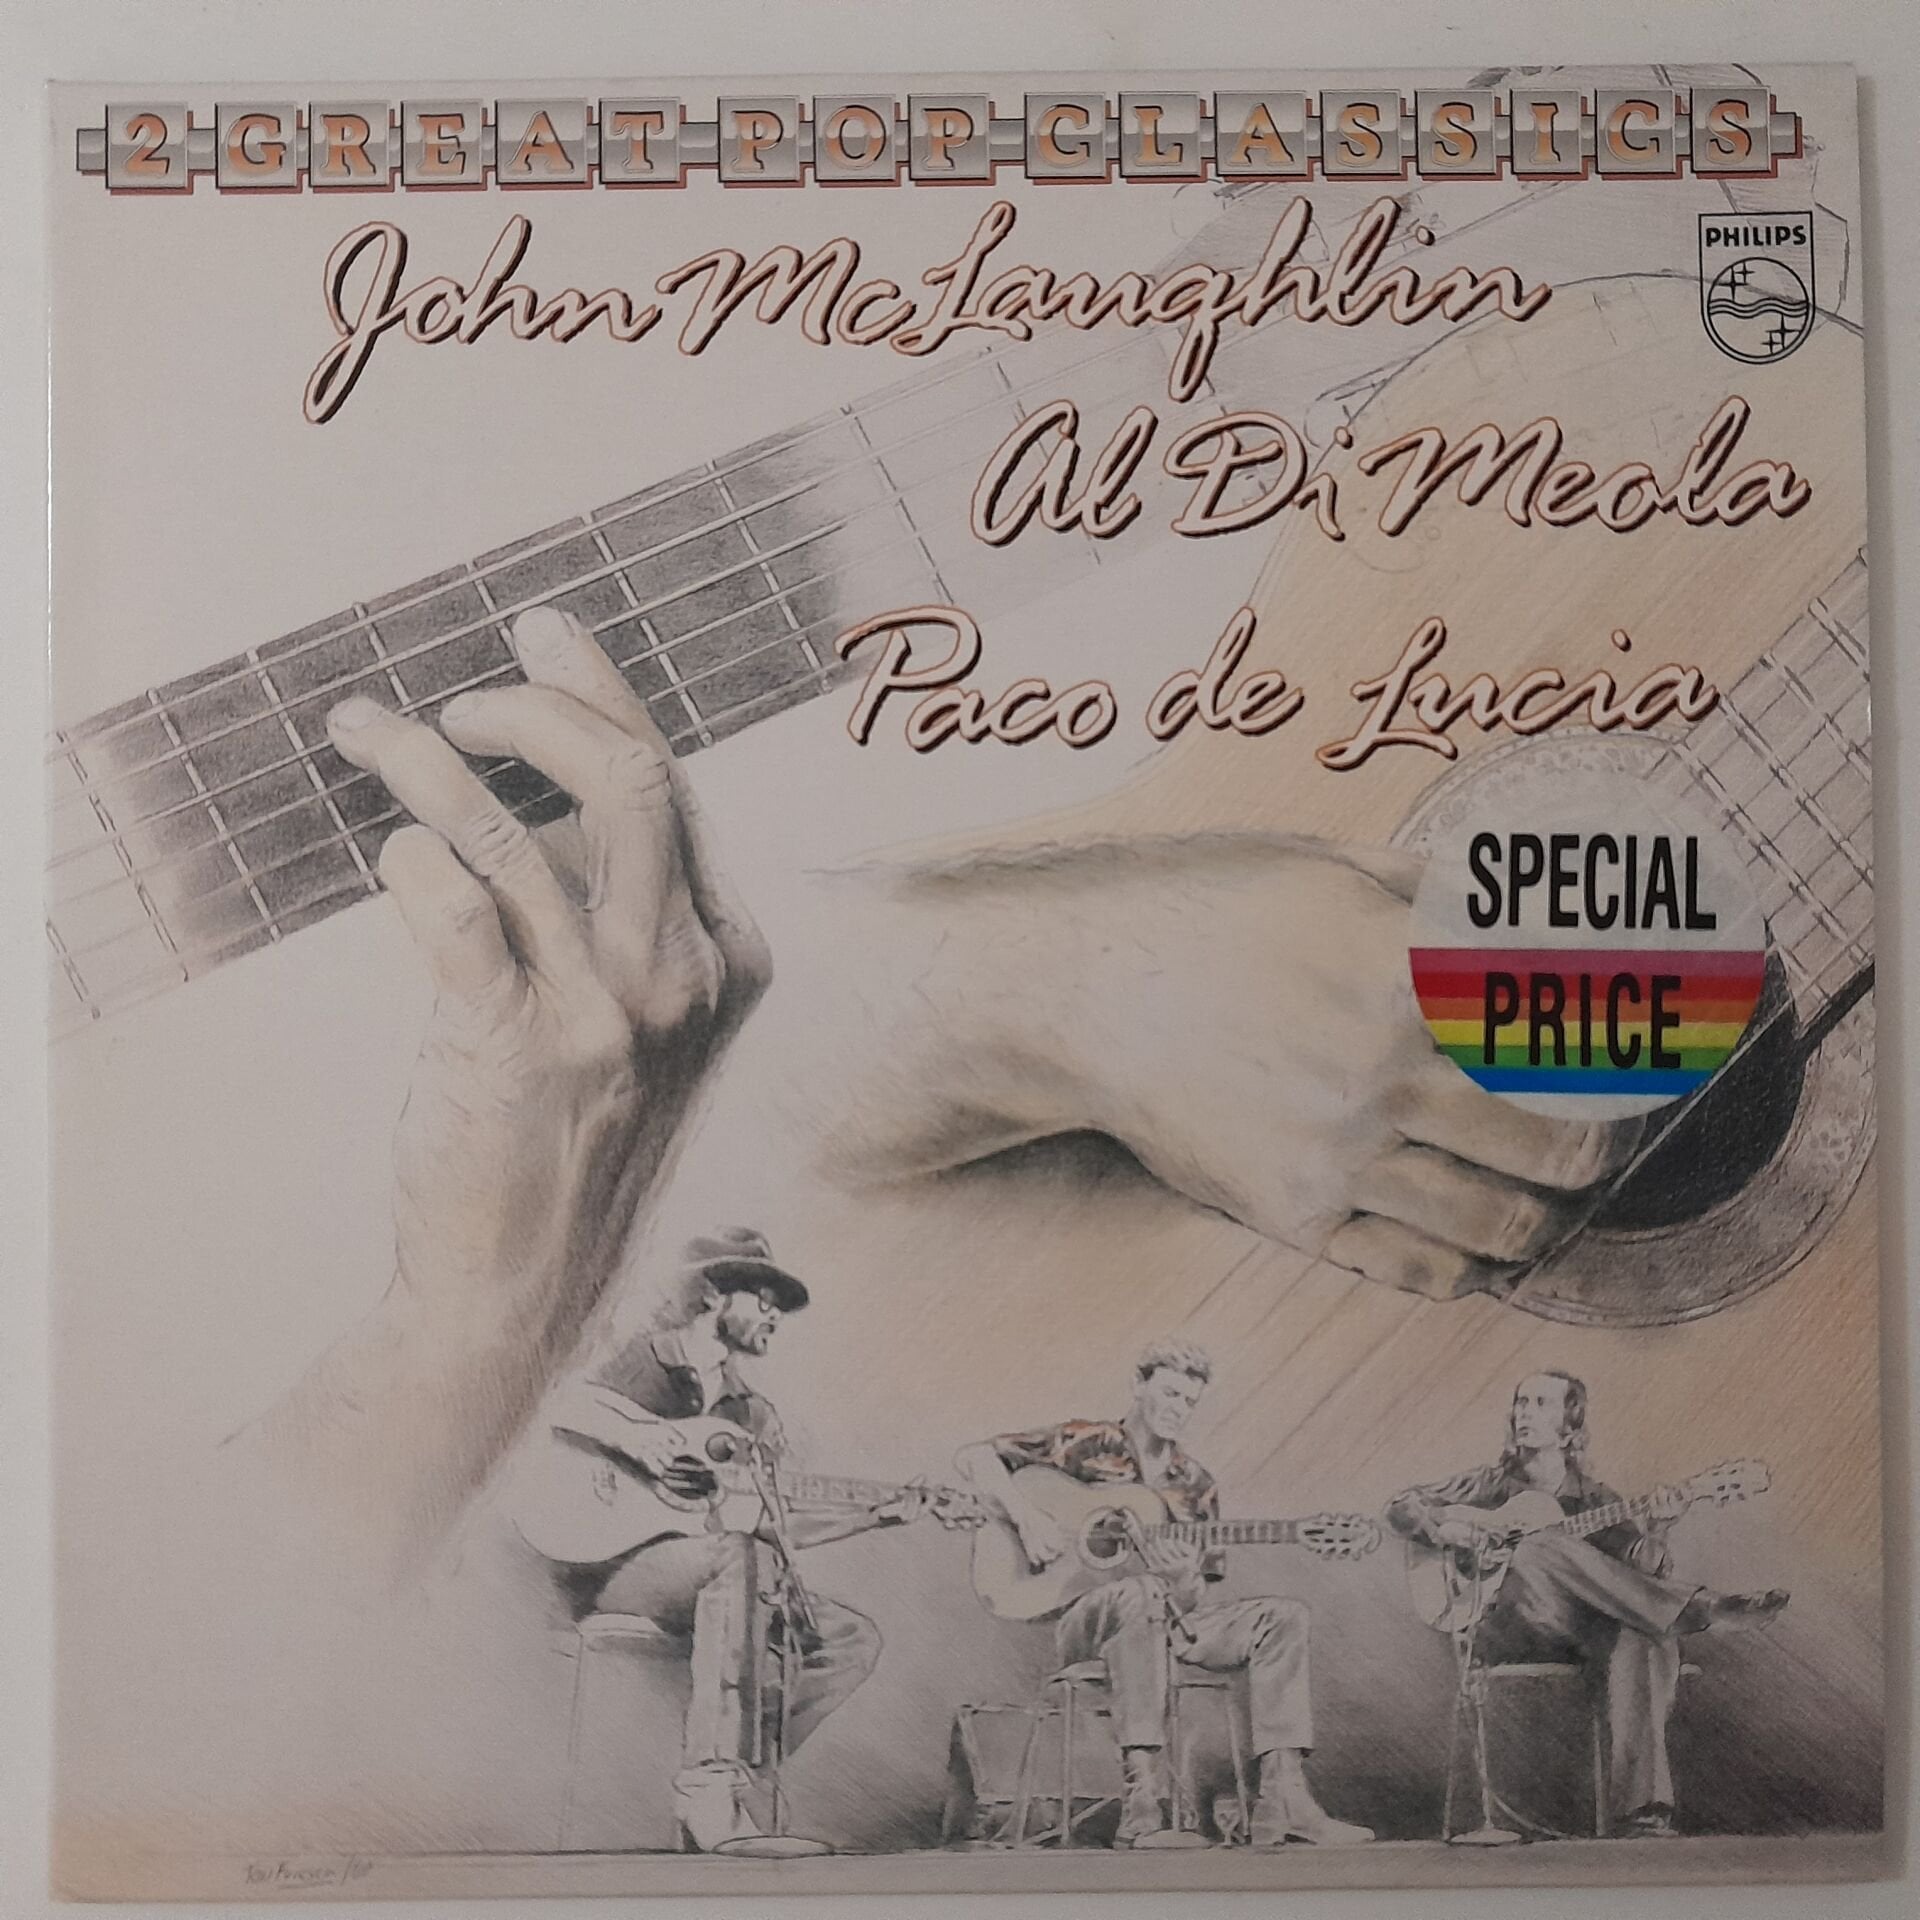 2 GREAT POP CLASSICS
PHILIPS
John McLaughlin
Al Di Meola
Paco de Lucia
SPECIAL
PRICE